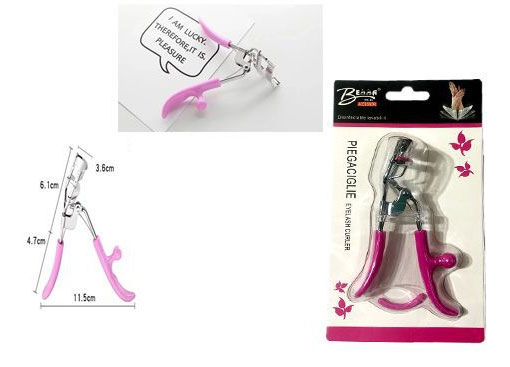 I AM LUCKY.
THEREFORE,IT IS.
PLEASURE
3.6cm
6.1cm
4.7cm
11.5cm
PIEGACIGLIE
EYELASH CURLER